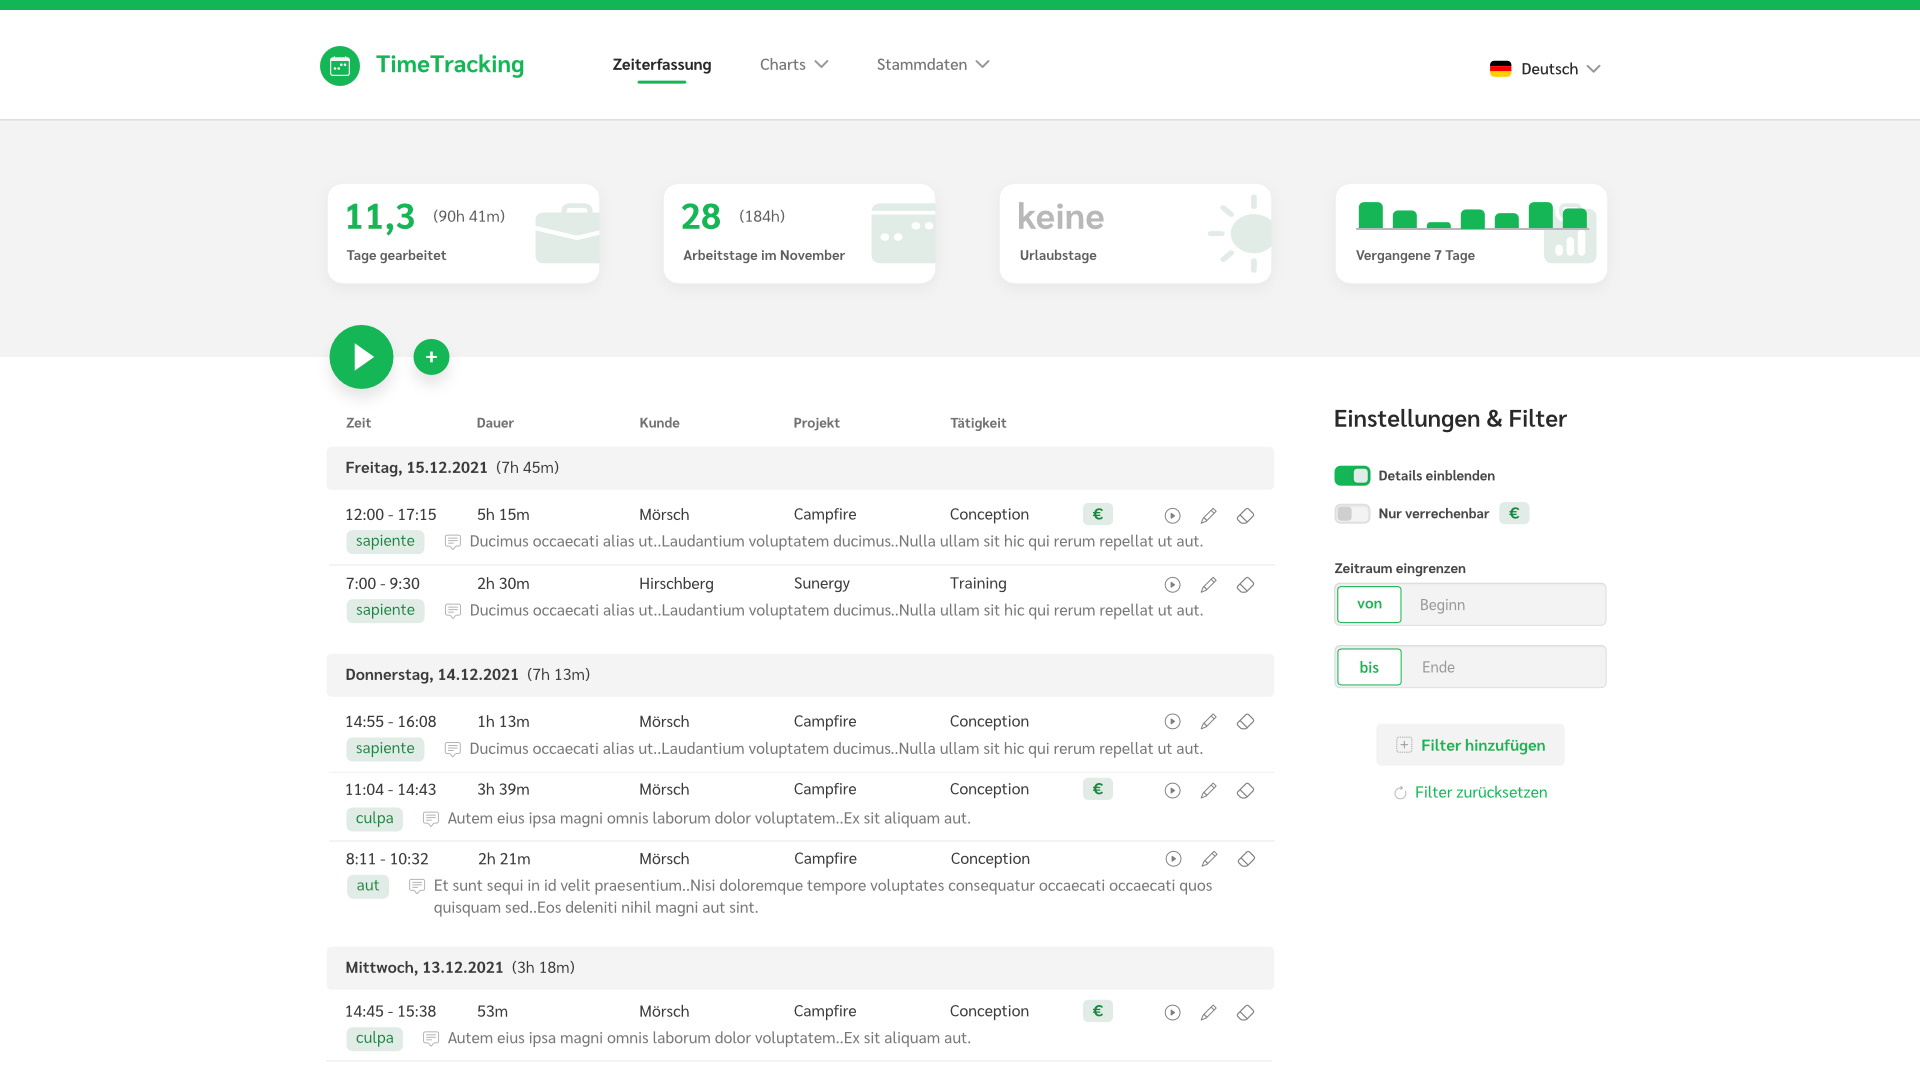 TimeTracking
Zeiterfassung
Charts
Stammdaten
Deutsch
11,3 (90h 41m)
Tage gearbeitet
28 (184h)
Arbeitstage im November
keine
Urlaubstage
Vergangene 7 Tage
+
Zeit Dauer Kunde Projekt Tätigkeit
Freitag, 15.12.2021 (7h 45m)
12:00 - 17:15 5h 15m Mörsch Campfire Conception €
sapiente Ducimus occaecati alias ut..Laudantium voluptatem ducimus..Nulla ullam sit hic qui rerum repellat ut aut.
7:00 - 9:30 2h 30m Hirschberg Sunergy Training
sapiente Ducimus occaecati alias ut..Laudantium voluptatem ducimus..Nulla ullam sit hic qui rerum repellat ut aut.
Donnerstag, 14.12.2021 (7h 13m)
14:55 - 16:08 1h 13m Mörsch Campfire Conception
sapiente Ducimus occaecati alias ut..Laudantium voluptatem ducimus..Nulla ullam sit hic qui rerum repellat ut aut.
11:04 - 14:43 3h 39m Mörsch Campfire Conception €
culpa Autem eius ipsa magni omnis laborum dolor voluptatem..Ex sit aliquam aut.
8:11 - 10:32 2h 21m Mörsch Campfire Conception
aut Et sunt sequi in id velit praesentium..Nisi doloremque tempore voluptates consequatur occaecati occaecati quos
quisquam sed..Eos deleniti nihil magni aut sint.
Mittwoch, 13.12.2021 (3h 18m)
14:45 - 15:38 53m Mörsch Campfire Conception €
culpa Autem eius ipsa magni omnis laborum dolor voluptatem..Ex sit aliquam aut.
Einstellungen & Filter
Details einblenden
Nur verrechenbar €
Zeitraum eingrenzen
von Beginn
bis Ende
Filter hinzufügen
Filter zurücksetzen